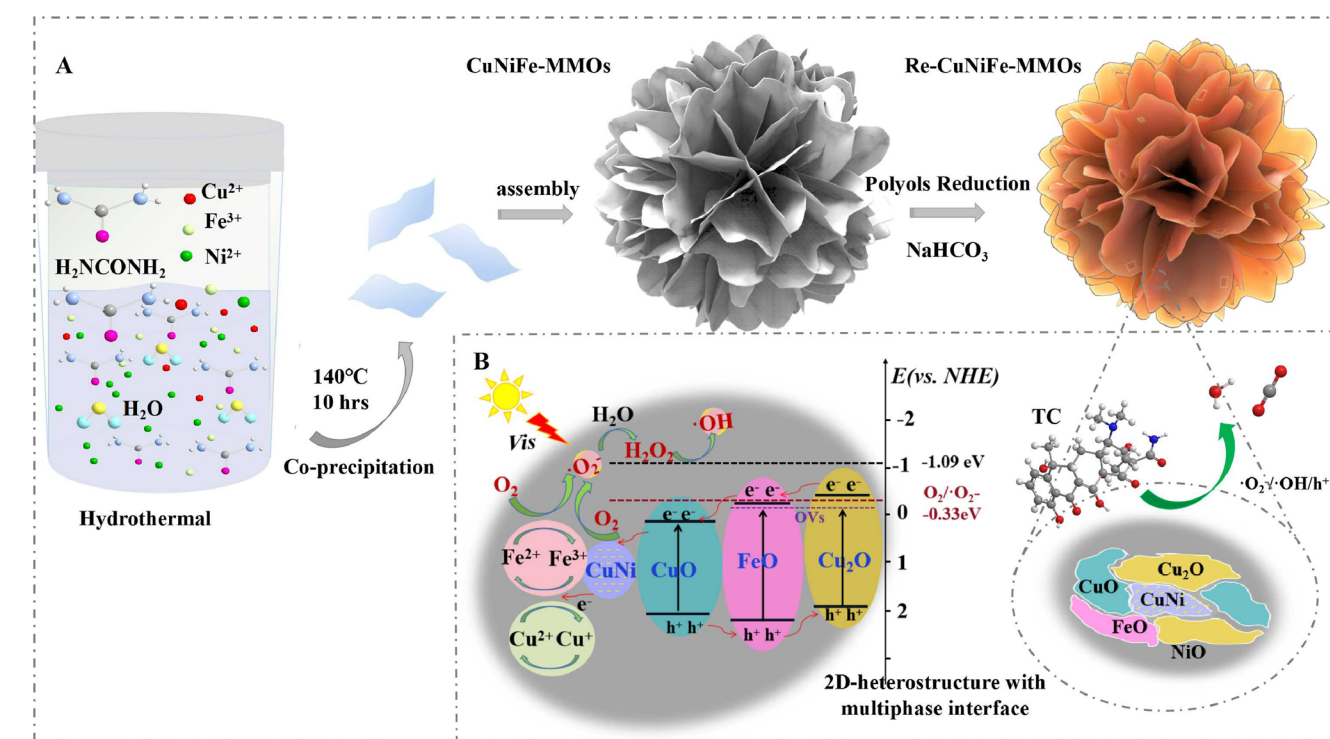 A
CuNiFe-MMOs
Re-CuNiFe-MMOs
Cu²⁺
Fe³⁺
Ni²⁺
H₂NCONH₂
H₂O
Hydrothermal
140℃
10 hrs
Co-precipitation
assembly
Polyols Reduction
NaHCO₃
B
Vis
H₂O
·OH
H₂O₂
·O₂⁻
O₂
O₂
Fe²⁺ Fe³⁺
CuNi
e⁻
Cu²⁺ Cu⁺
e⁻ e⁻
CuO
h⁺ h⁺
e⁻ e⁻
OVs
FeO
h⁺ h⁺
e⁻ e⁻
Cu₂O
h⁺ h⁺
E(vs. NHE)
-2
-1
0
1
2
-1.09 eV
O₂/·O₂⁻
-0.33eV
2D-heterostructure with
multiphase interface
TC
·O₂⁻/·OH/h⁺
CuO
Cu₂O
CuNi
FeO
NiO